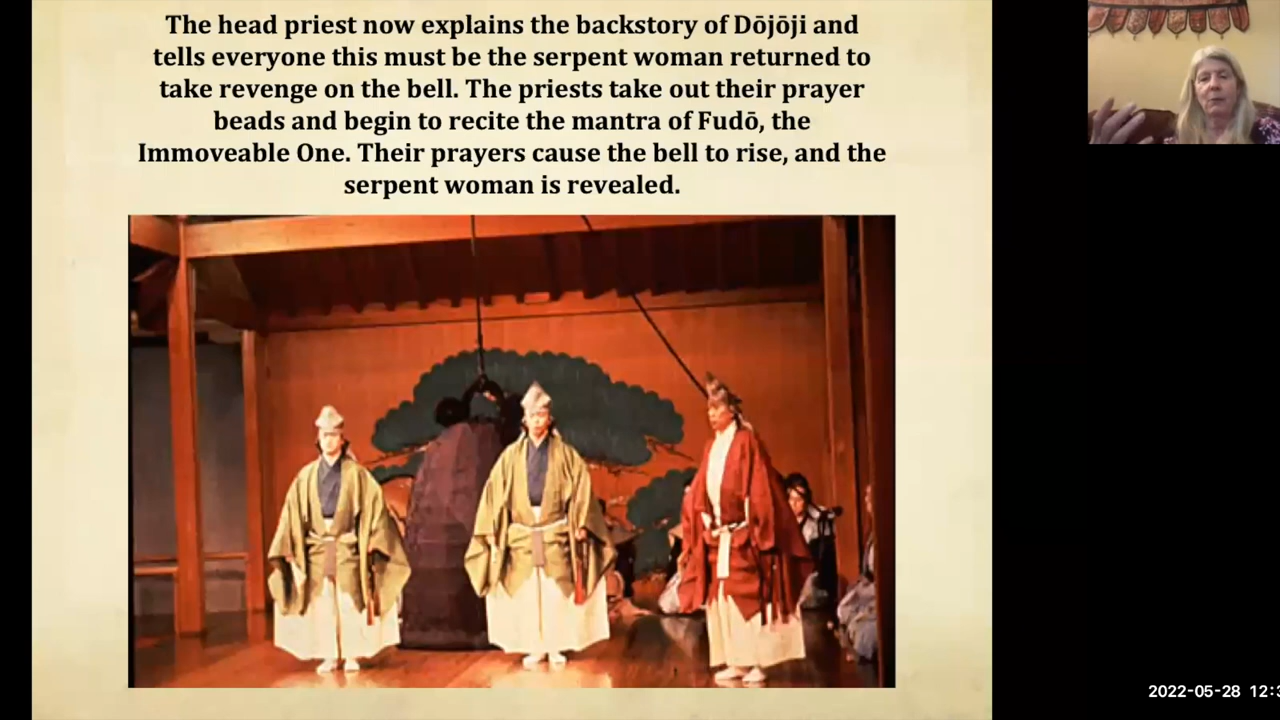 The head priest now explains the backstory of Dōjōji and
tells everyone this must be the serpent woman returned to
take revenge on the bell. The priests take out their prayer
beads and begin to recite the mantra of Fudō, the
Immoveable One. Their prayers cause the bell to rise, and the
serpent woman is revealed.
2022-05-28 12:3